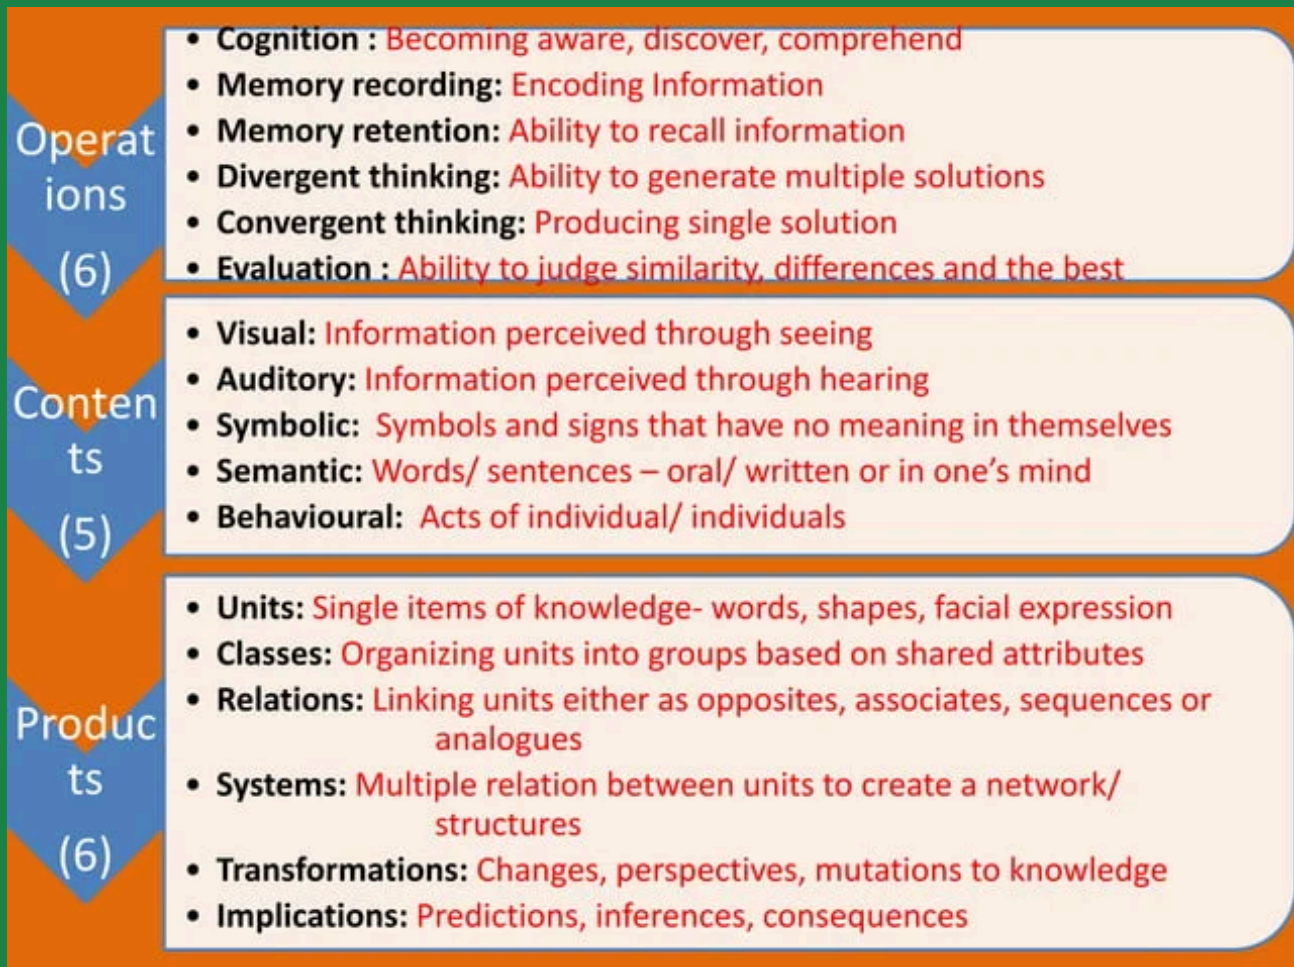 Operat
ions
(6)
• Cognition : Becoming aware, discover, comprehend
• Memory recording: Encoding Information
• Memory retention: Ability to recall information
• Divergent thinking: Ability to generate multiple solutions
• Convergent thinking: Producing single solution
• Evaluation : Ability to judge similarity, differences and the best
Conten
ts
(5)
• Visual: Information perceived through seeing
• Auditory: Information perceived through hearing
• Symbolic: Symbols and signs that have no meaning in themselves
• Semantic: Words/ sentences – oral/ written or in one's mind
• Behavioural: Acts of individual/ individuals
Produc
ts
(6)
• Units: Single items of knowledge- words, shapes, facial expression
• Classes: Organizing units into groups based on shared attributes
• Relations: Linking units either as opposites, associates, sequences or
analogues
• Systems: Multiple relation between units to create a network/
structures
• Transformations: Changes, perspectives, mutations to knowledge
• Implications: Predictions, inferences, consequences